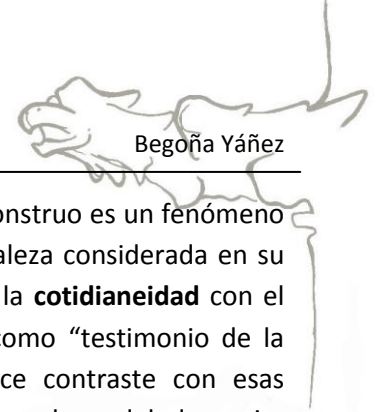 Begoña Yáñez
onstruo es un fenómeno
aleza considerada en su
la cotidianeidad con el
como “testimonio de la
ce contraste con esas